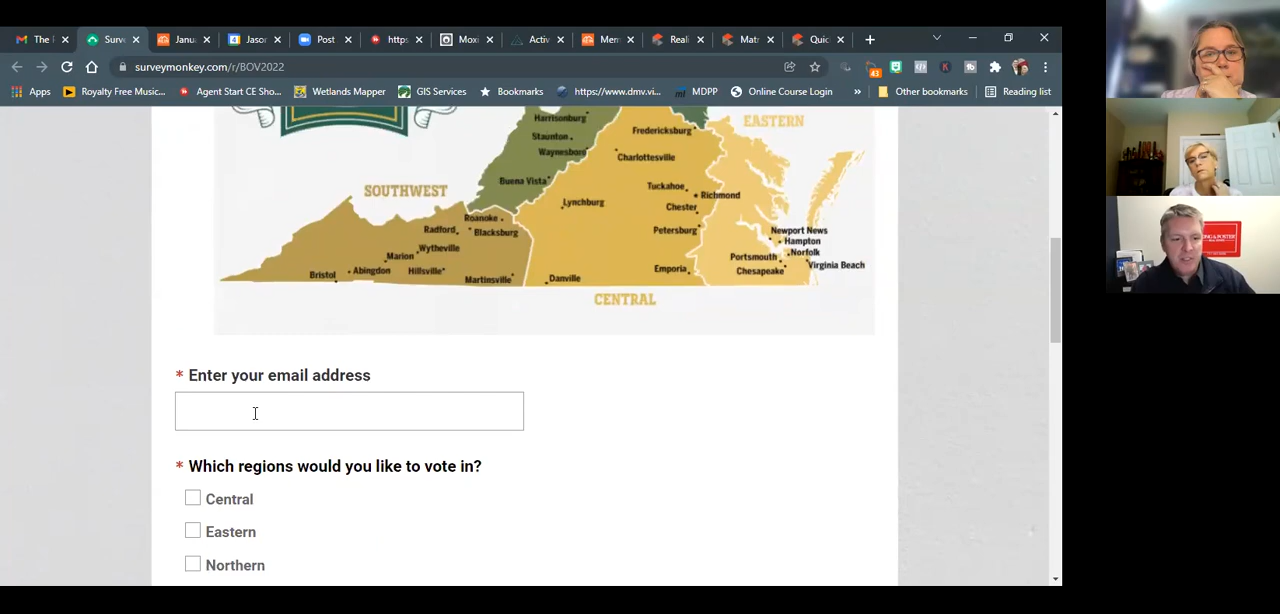 The
Surve
Janu
Jason
Post
https
Moxi
Activ
Mem
Reali
Matr
Quic
surveymonkey.com/r/BOV2022
43
Apps
Royalty Free Music...
Agent Start CE Sho...
Wetlands Mapper
GIS Services
Bookmarks
https://www.dmv.vi...
MDPP
Online Course Login
»
Other bookmarks
Reading list
Harrisonburg
Staunton
Waynesboro
Buena Vista
Fredericksburg
EASTERN
Charlottesville
SOUTHWEST
Tuckahoe
Richmond
Chester
Lynchburg
Roanoke
Radford
Blacksburg
Petersburg
Newport News
Hampton
Norfolk
Marion
Wytheville
Portsmouth
Virginia Beach
Bristol
Abingdon
Hillsville
Martinsville
Danville
Emporia
Chesapeake
CENTRAL
* Enter your email address
* Which regions would you like to vote in?
Central
Eastern
Northern